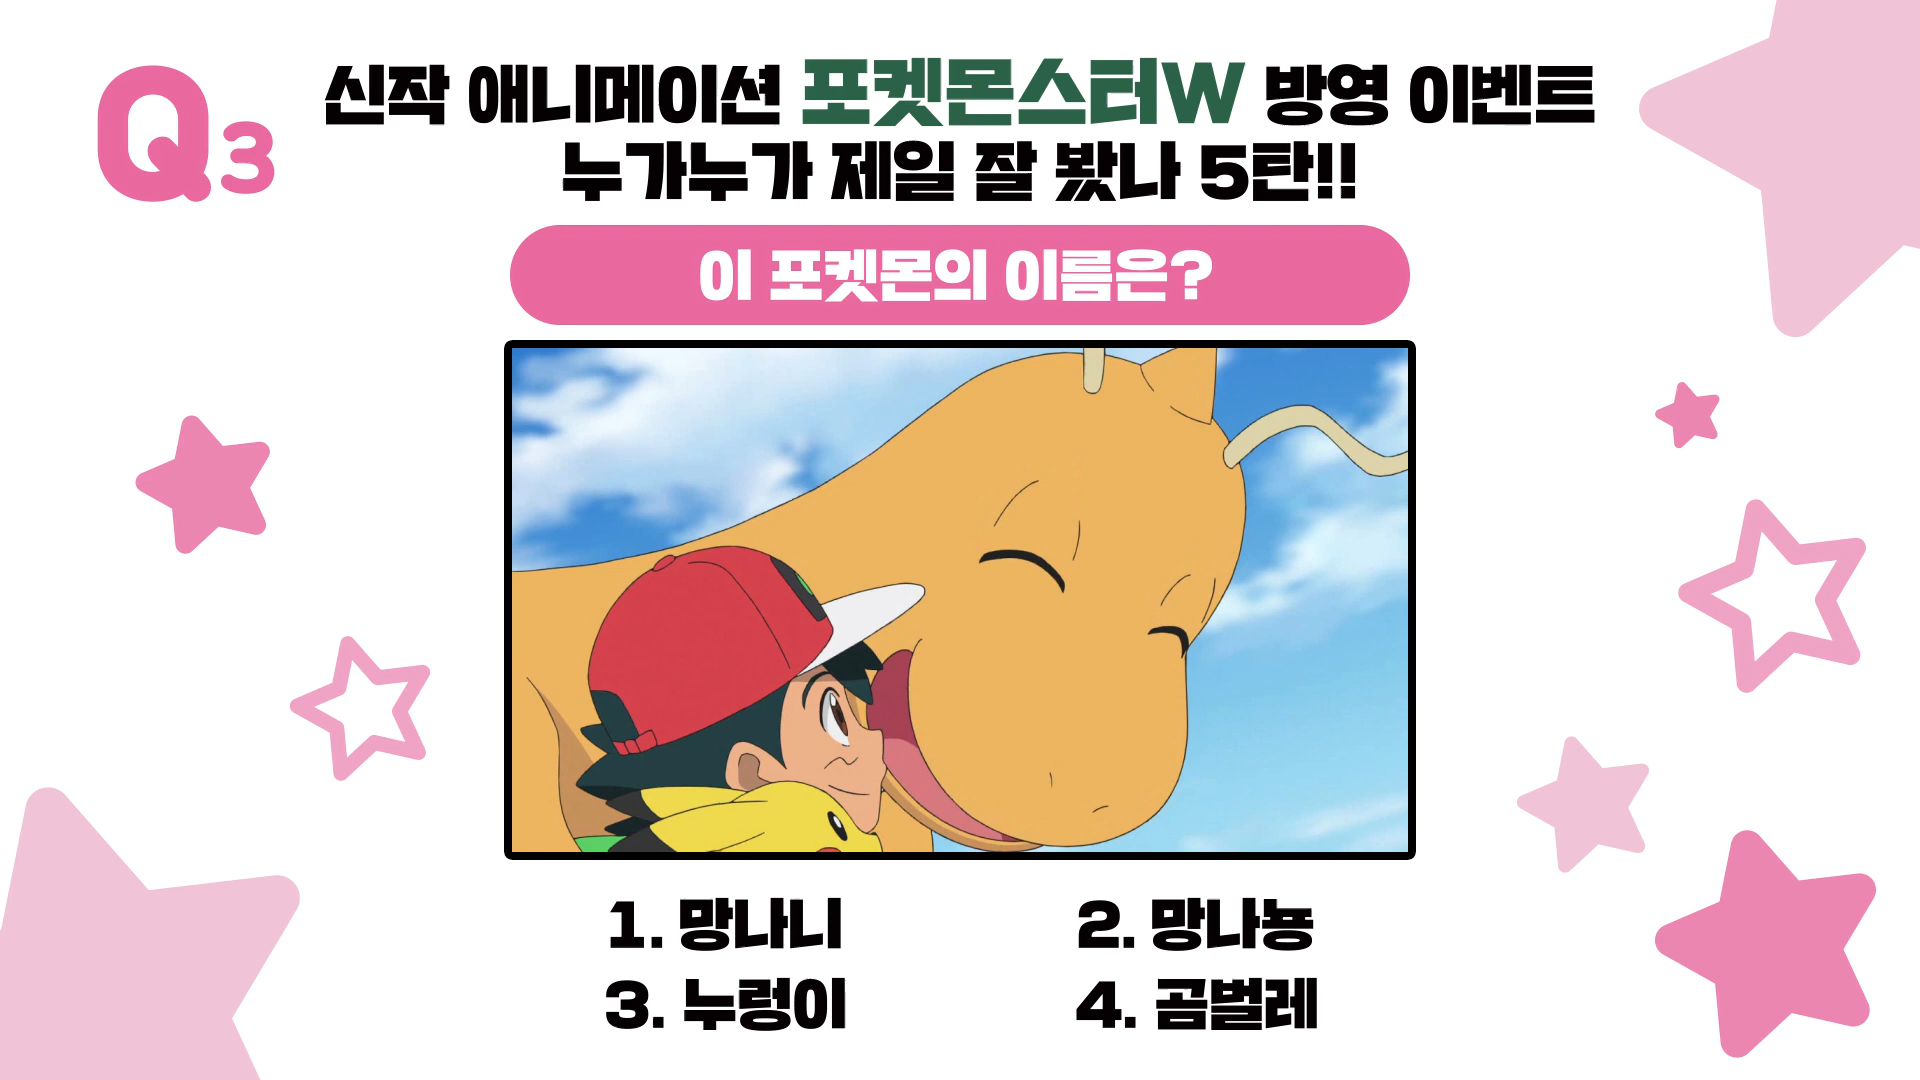 Q3
신작 애니메이션 포켓몬스터W 방영 이벤트
누가누가 제일 잘 봤나 5탄!!
이 포켓몬의 이름은?
1. 망나니
2. 망나뇽
3. 누렁이
4. 곰벌레